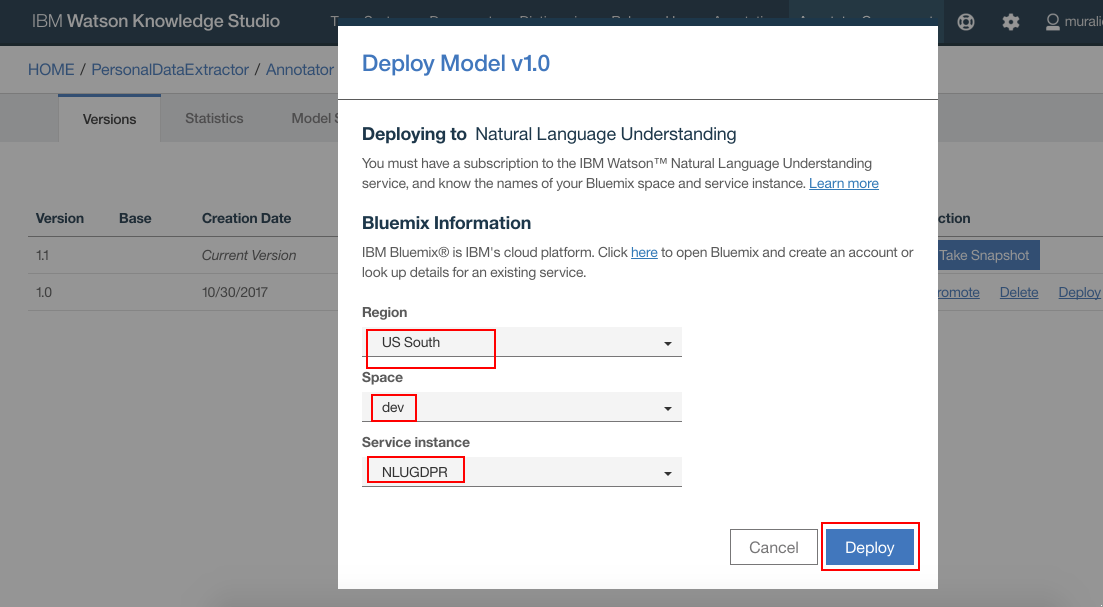 IBM Watson Knowledge Studio
murali
HOME / PersonalDataExtractor / Annotator
Versions
Statistics
Model
Version Base Creation Date
ction
1.1 Current Version
Take Snapshot
1.0 10/30/2017
romote Delete Deploy
Deploy Model v1.0
Deploying to Natural Language Understanding
You must have a subscription to the IBM Watson™ Natural Language Understanding
service, and know the names of your Bluemix space and service instance. Learn more
Bluemix Information
IBM Bluemix® is IBM's cloud platform. Click here to open Bluemix and create an account or
look up details for an existing service.
Region
US South
Space
dev
Service instance
NLUGDPR
Cancel
Deploy